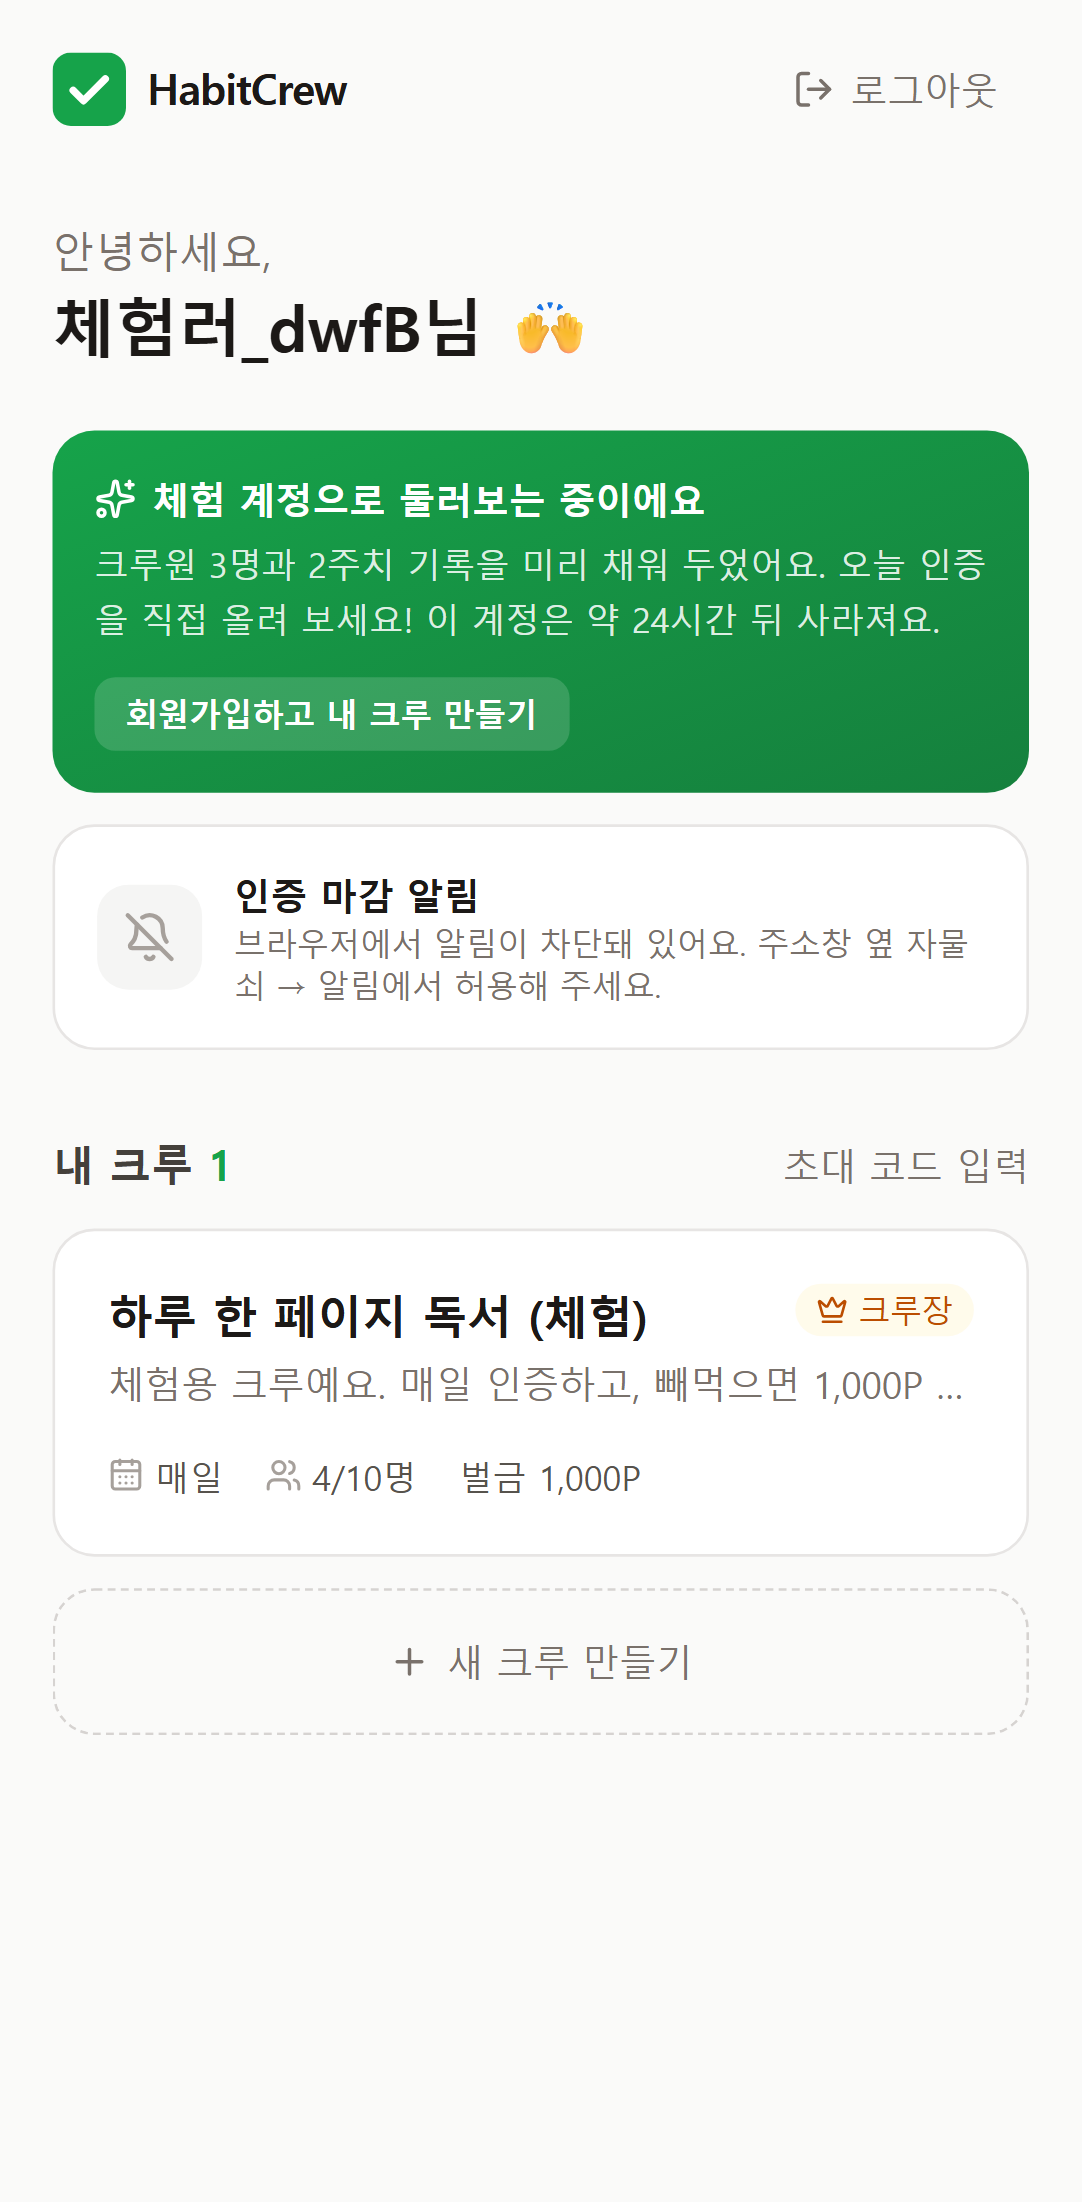 HabitCrew
로그아웃
안녕하세요,
체험러_dwfB님 🙌
체험 계정으로 둘러보는 중이에요
크루원 3명과 2주치 기록을 미리 채워 두었어요. 오늘 인증
을 직접 올려 보세요! 이 계정은 약 24시간 뒤 사라져요.
회원가입하고 내 크루 만들기
인증 마감 알림
브라우저에서 알림이 차단돼 있어요. 주소창 옆 자물
쇠 → 알림에서 허용해 주세요.
내 크루 1
초대 코드 입력
하루 한 페이지 독서 (체험)
크루장
체험용 크루예요. 매일 인증하고, 빼먹으면 1,000P ...
매일 4/10명 벌금 1,000P
+ 새 크루 만들기